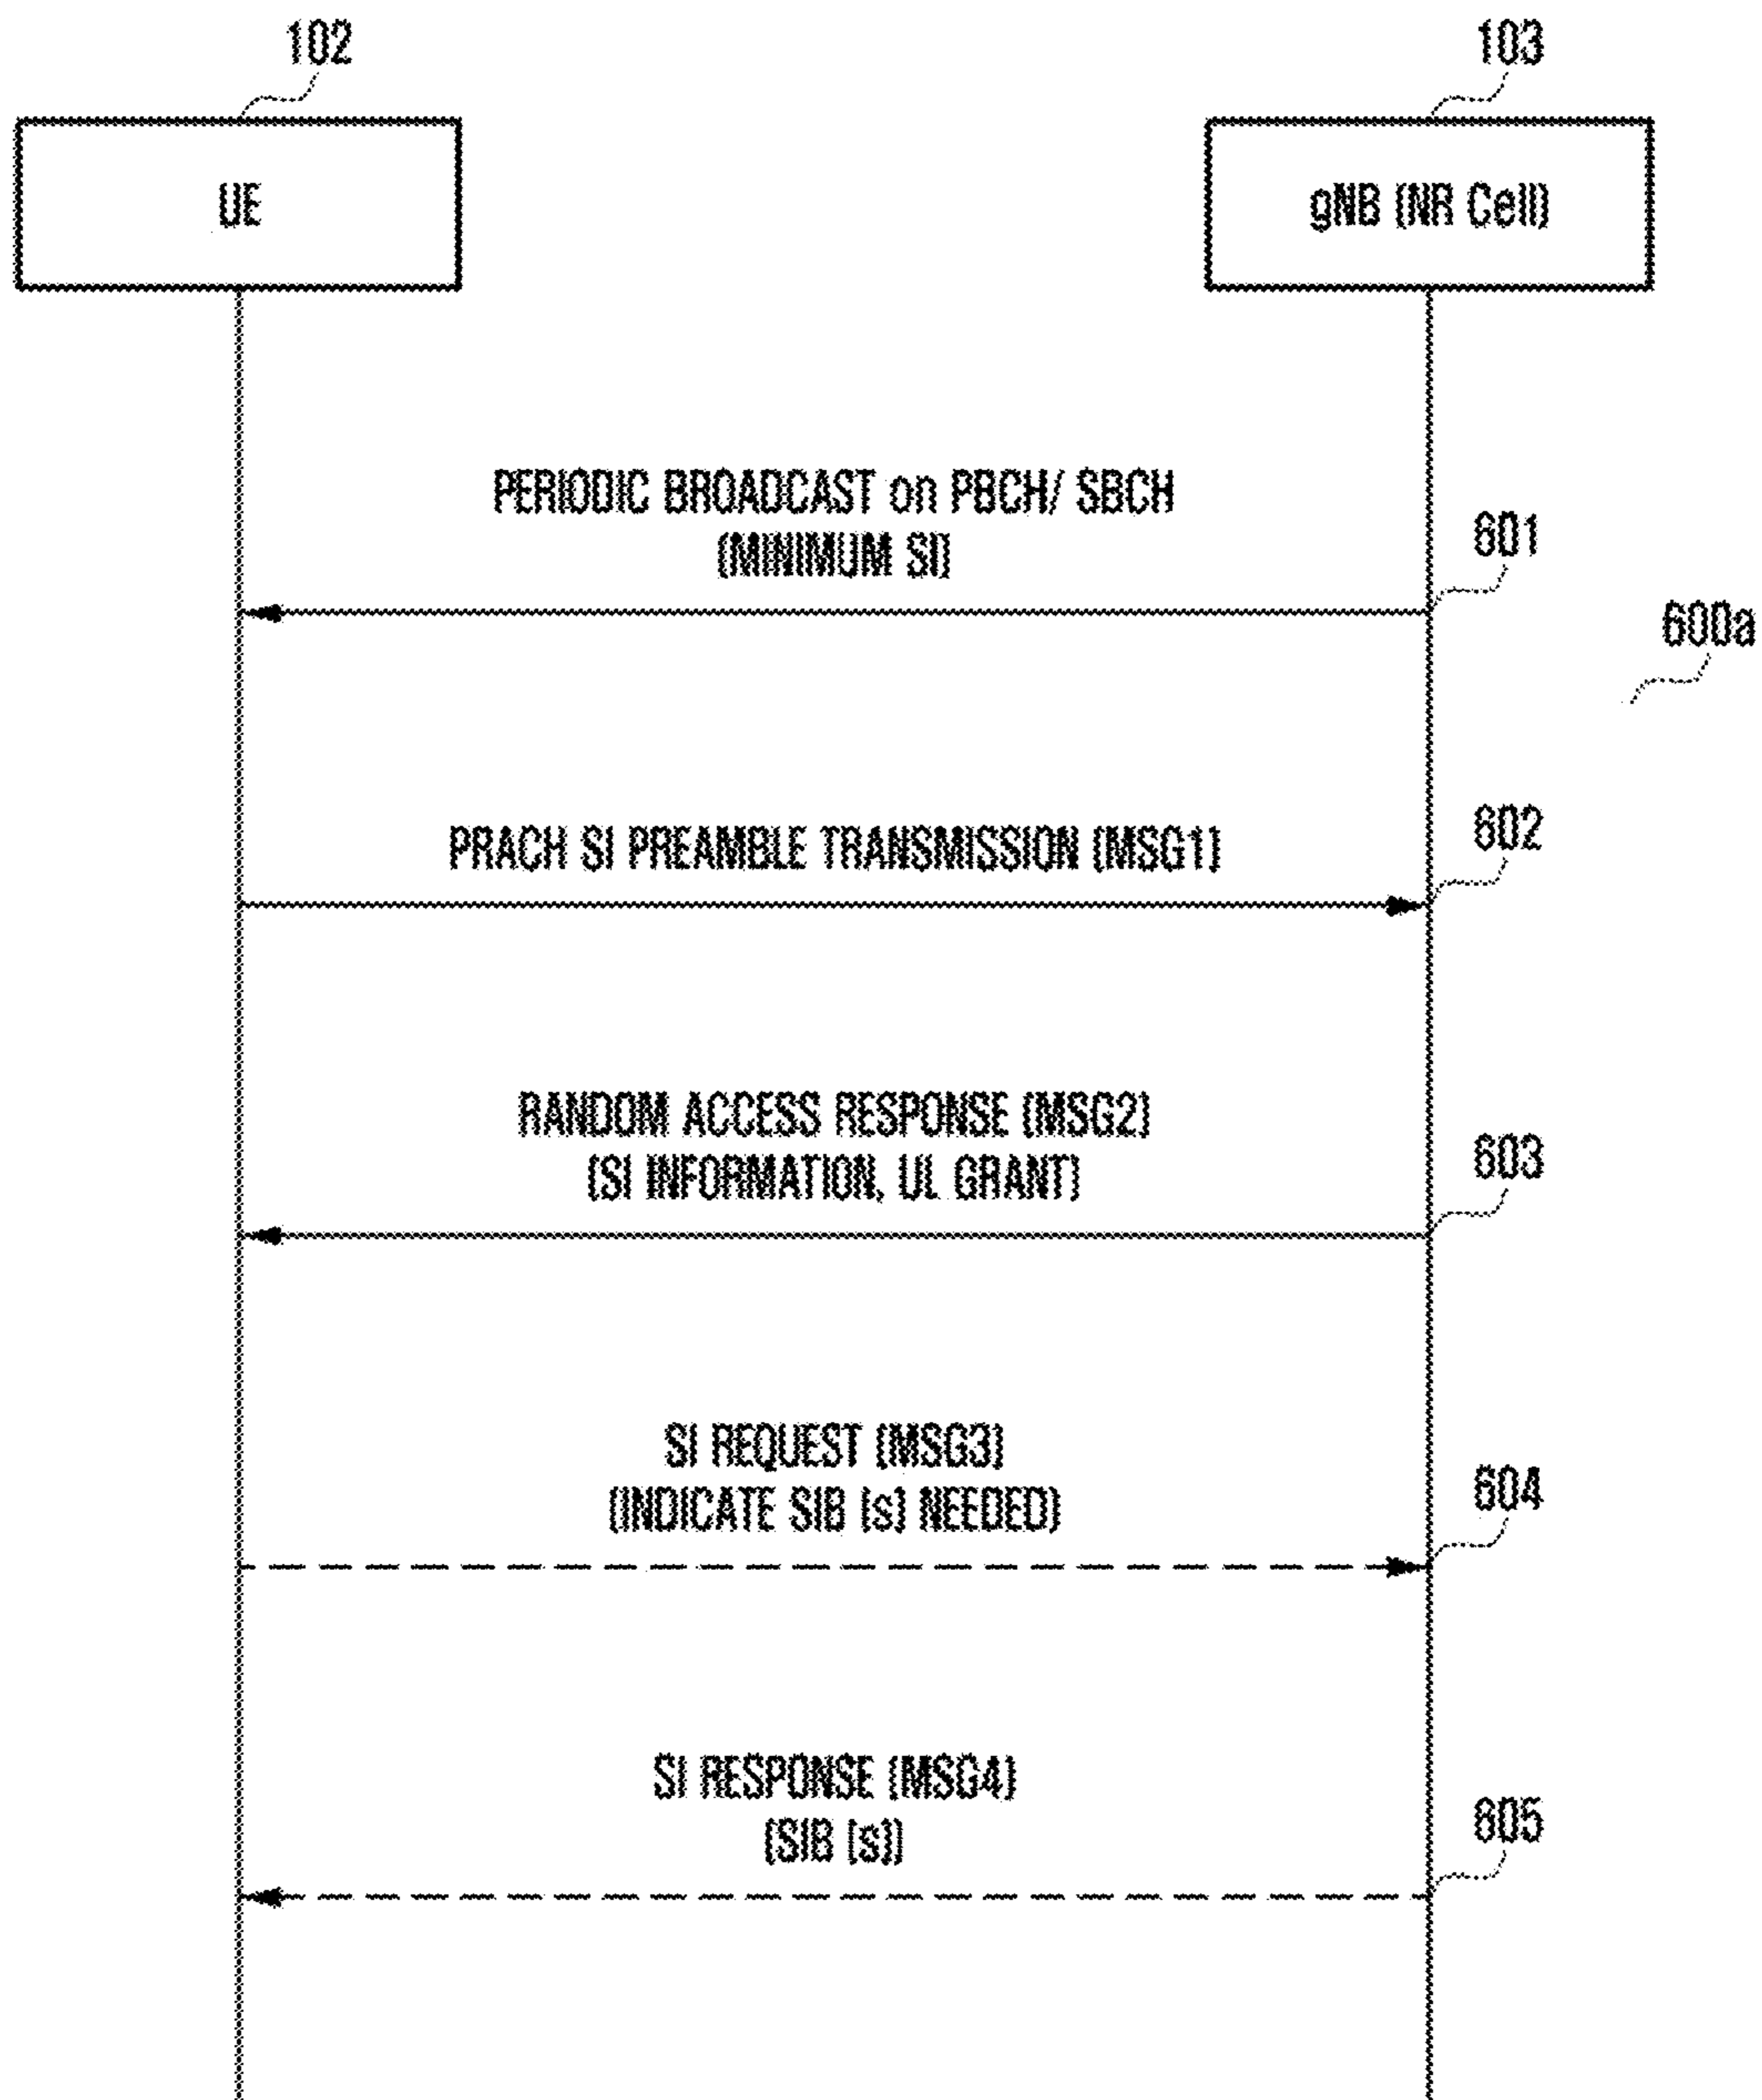 102
103
UE
gNB (NR Cell)
PERIODIC BROADCAST on PBCH/ SBCH
(MINIMUM SI)
601
600a
PRACH SI PREAMBLE TRANSMISSION (MSG1)
602
RANDOM ACCESS RESPONSE (MSG2)
(SI INFORMATION, UL GRANT)
603
SI REQUEST (MSG3)
(INDICATE SIB (s) NEEDED)
604
SI RESPONSE (MSG4)
(SIB (s))
605